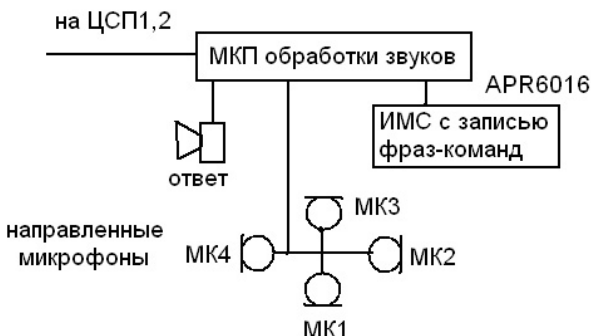 на ЦСП1,2
МКП обработки звуков
APR6016
ИМС с записью
фраз-команд
ответ
направленные
микрофоны
МК3
МК4
МК2
МК1